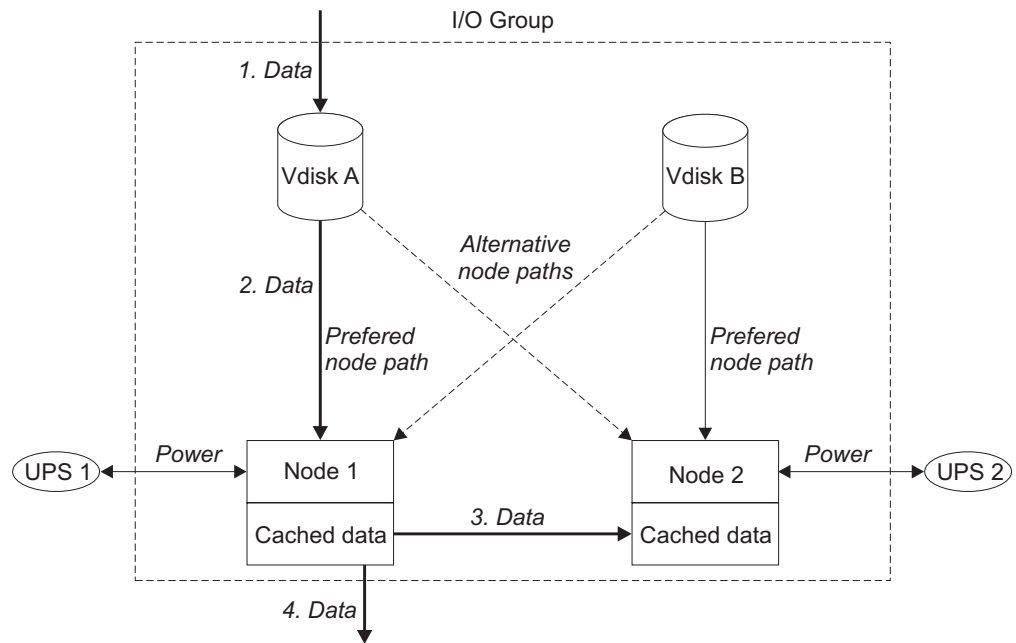 I/O Group
1. Data
Vdisk A
Vdisk B
Alternative
node paths
2. Data
Prefered
node path
Prefered
node path
UPS 1
Power
Node 1
Node 2
Power
UPS 2
Cached data
3. Data
Cached data
4. Data